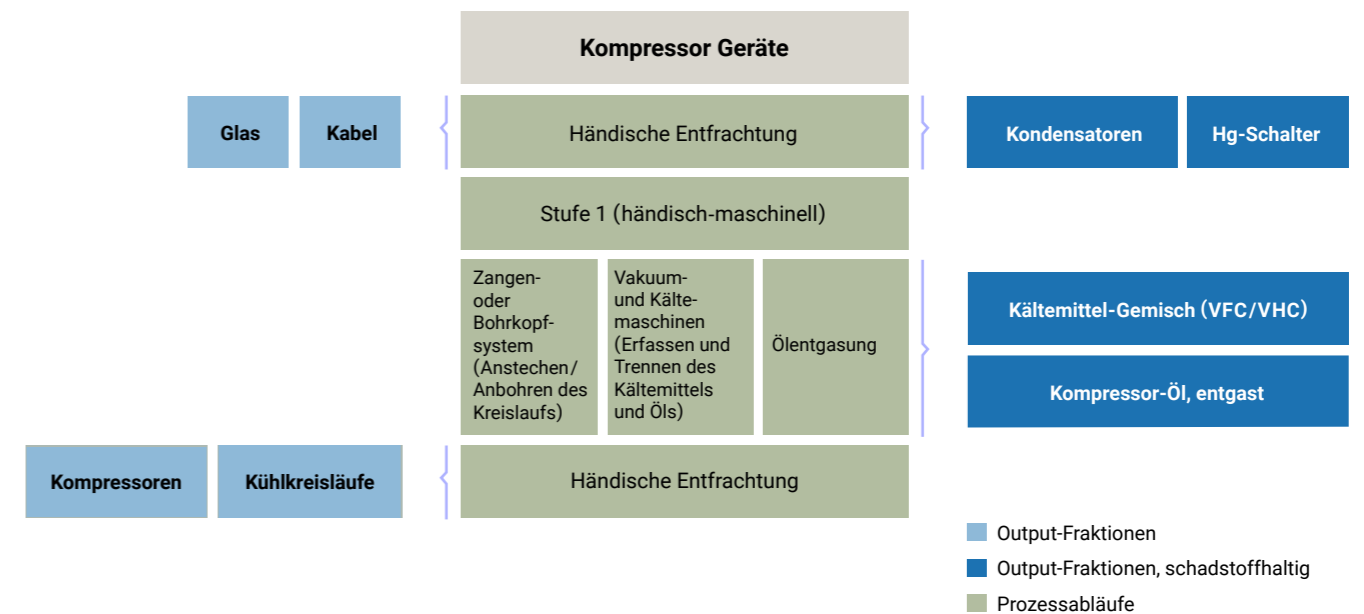 Kompressor Geräte
Glas
Kabel
Händische Entfrachtung
Kondensatoren
Hg-Schalter
Stufe 1 (händisch-maschinell)
Zangen-
oder
Bohrkopf-
system
(Anstechen/
Anbohren des
Kreislaufs)
Vakuum-
und Kälte-
maschinen
(Erfassen und
Trennen des
Kältemittels
und Öls)
Ölentgasung
Kältemittel-Gemisch (VFC/VHC)
Kompressor-Öl, entgast
Kompressoren
Kühlkreisläufe
Händische Entfrachtung
Output-Fraktionen
Output-Fraktionen, schadstoffhaltig
Prozessabläufe